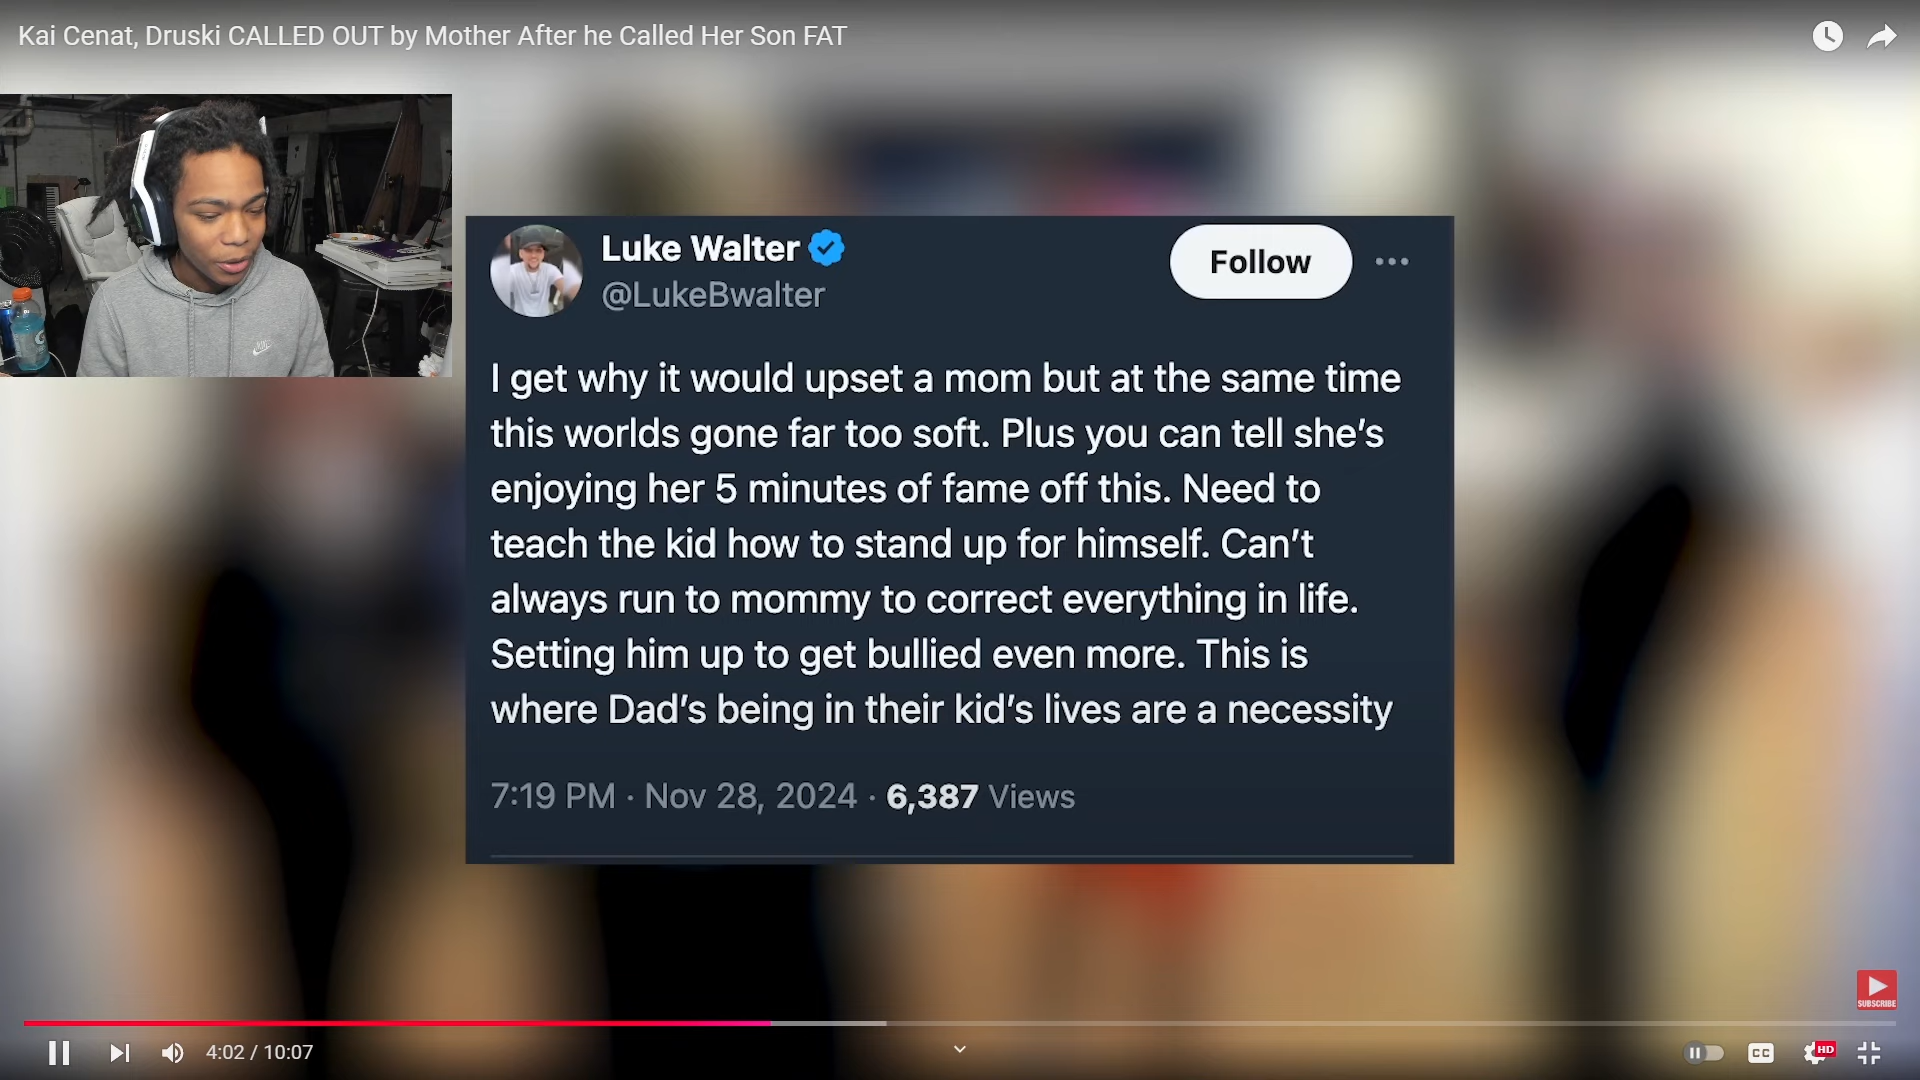 Kai Cenat, Druski CALLED OUT by Mother After he Called Her Son FAT
Luke Walter
@LukeBwalter
Follow
I get why it would upset a mom but at the same time
this worlds gone far too soft. Plus you can tell she’s
enjoying her 5 minutes of fame off this. Need to
teach the kid how to stand up for himself. Can’t
always run to mommy to correct everything in life.
Setting him up to get bullied even more. This is
where Dad’s being in their kid’s lives are a necessity
7:19 PM · Nov 28, 2024 · 6,387 Views
SUBSCRIBE
4:02 / 10:07
CC
HD